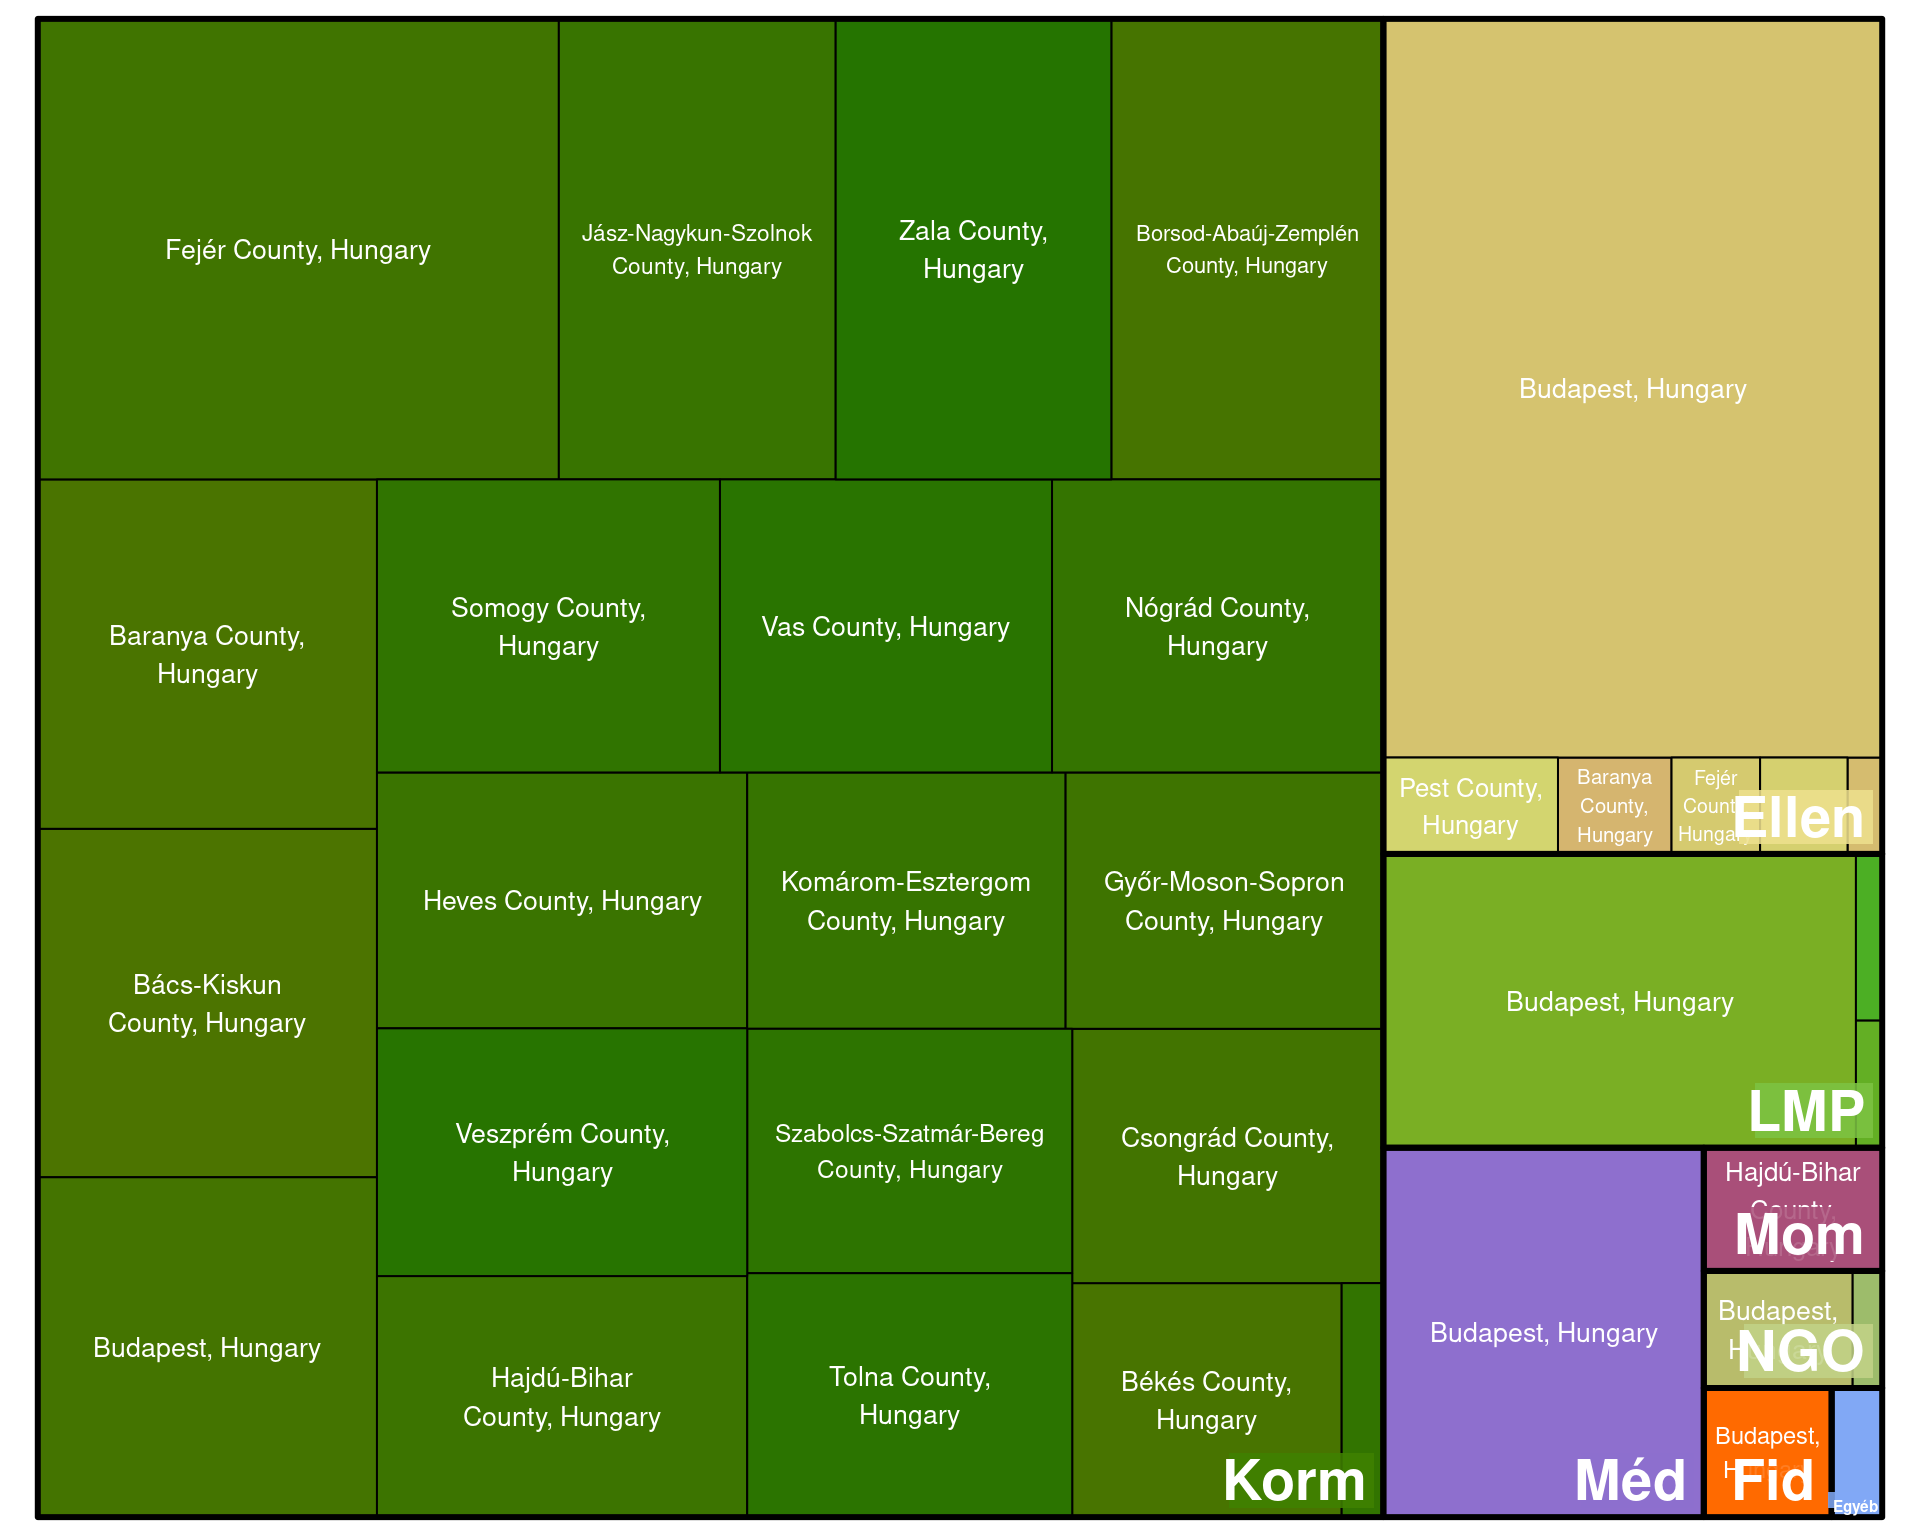 Fejér County, Hungary
Jász-Nagykun-Szolnok
County, Hungary
Zala County,
Hungary
Borsod-Abaúj-Zemplén
County, Hungary
Baranya County,
Hungary
Somogy County,
Hungary
Vas County, Hungary
Nógrád County,
Hungary
Bács-Kiskun
County, Hungary
Heves County, Hungary
Komárom-Esztergom
County, Hungary
Győr-Moson-Sopron
County, Hungary
Veszprém County,
Hungary
Szabolcs-Szatmár-Bereg
County, Hungary
Csongrád County,
Hungary
Budapest, Hungary
Hajdú-Bihar
County, Hungary
Tolna County,
Hungary
Békés County,
Hungary
Korm
Budapest, Hungary
Pest County,
Hungary
Baranya
County,
Hungary
Fejér
County,
Hungary
Ellen
Budapest, Hungary
LMP
Budapest, Hungary
Méd
Hajdú-Bihar
County,
Mom
Budapest,
NGO
Budapest,
Fid
Egyéb